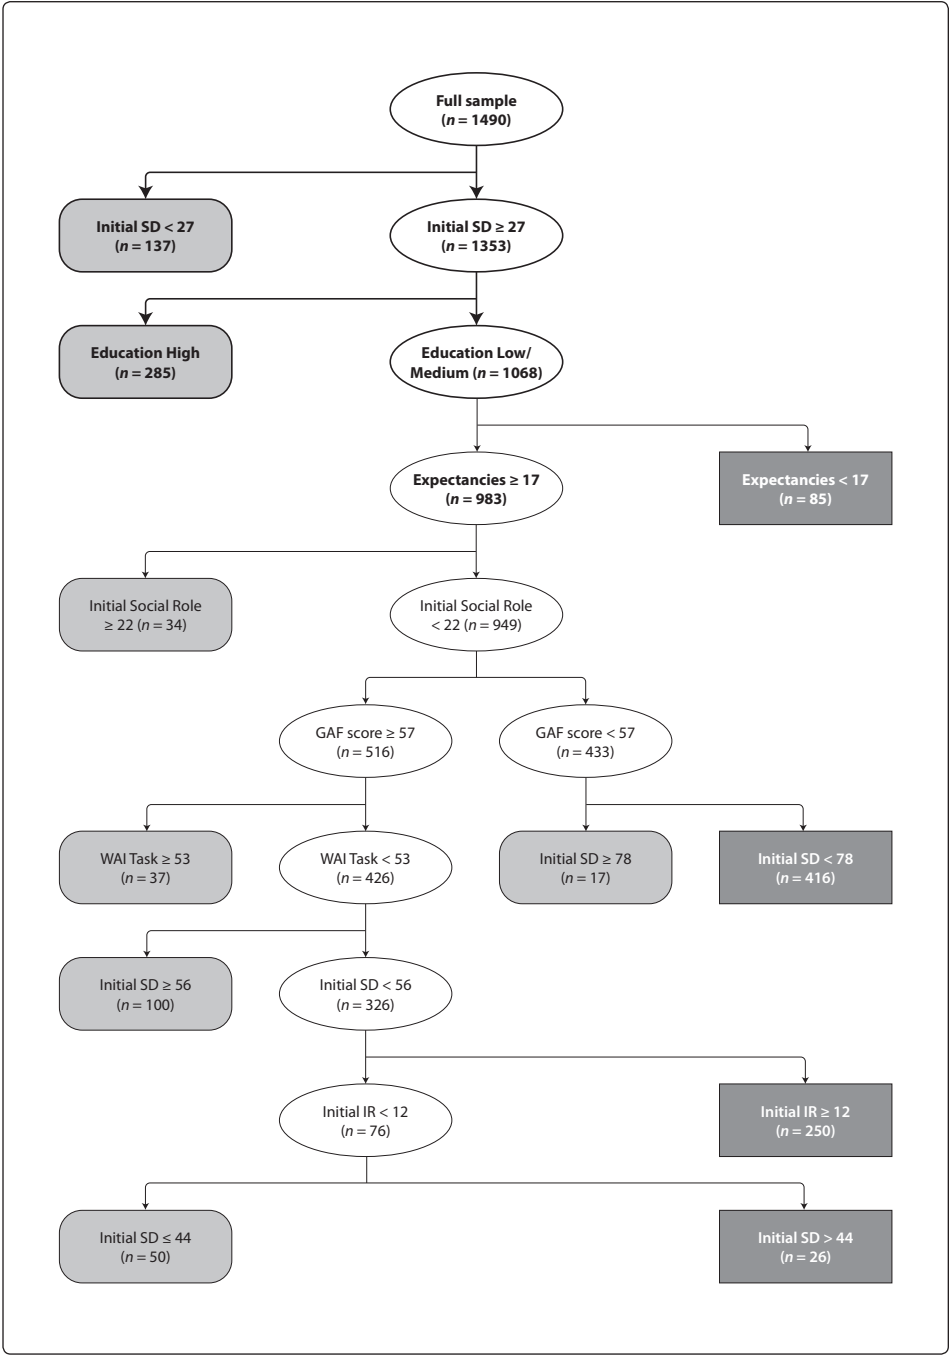 Full sample
(n = 1490)
Initial SD < 27
(n = 137)
Initial SD ≥ 27
(n = 1353)
Education High
(n = 285)
Education Low/
Medium (n = 1068)
Expectancies ≥ 17
(n = 983)
Expectancies < 17
(n = 85)
Initial Social Role
≥ 22 (n = 34)
Initial Social Role
< 22 (n = 949)
GAF score ≥ 57
(n = 516)
GAF score < 57
(n = 433)
WAI Task ≥ 53
(n = 37)
WAI Task < 53
(n = 426)
Initial SD ≥ 78
(n = 17)
Initial SD < 78
(n = 416)
Initial SD ≥ 56
(n = 100)
Initial SD < 56
(n = 326)
Initial IR < 12
(n = 76)
Initial IR ≥ 12
(n = 250)
Initial SD ≤ 44
(n = 50)
Initial SD > 44
(n = 26)